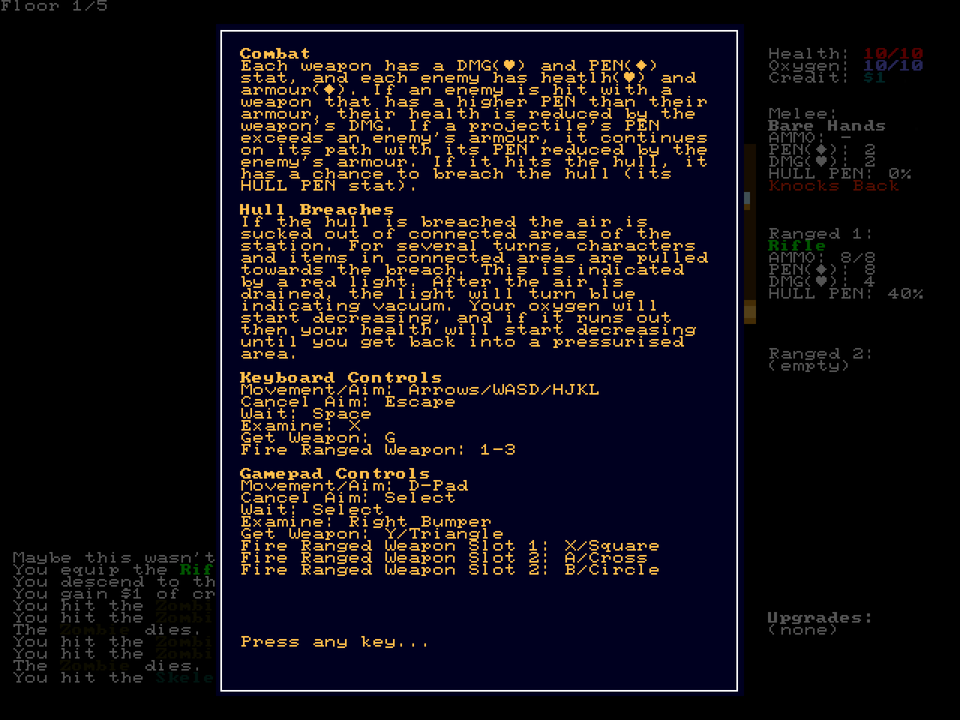 Floor 1/5
Combat
Each weapon has a DMG(♥) and PEN(♦)
stat, and each enemy has heatlh(♥) and
armour(♦). If an enemy is hit with a
weapon that has a higher PEN than their
armour, their health is reduced by the
weapon's DMG. If a projectile's PEN
exceeds an enemy's armour, it continues
on its path with its PEN reduced by the
enemy's armour. If it hits the hull, it
has a chance to breach the hull (its
HULL PEN stat).
Hull Breaches
If the hull is breached the air is
sucked out of connected areas of the
station. For several turns, characters
and items in connected areas are pulled
towards the breach. This is indicated
by a red light. After the air is
drained, the light will turn blue
indicating vacuum. Your oxygen will
start decreasing, and if it runs out
then your health will start decreasing
until you get back into a pressurised
area.
Keyboard Controls
Movement/Aim: Arrows/WASD/HJKL
Cancel Aim: Escape
Wait: Space
Examine: X
Get Weapon: G
Fire Ranged Weapon: 1-3
Gamepad Controls
Movement/Aim: D-Pad
Cancel Aim: Select
Wait: Select
Examine: Right Bumper
Get Weapon: Y/Triangle
Fire Ranged Weapon Slot 1: X/Square
Fire Ranged Weapon Slot 2: A/Cross
Fire Ranged Weapon Slot 2: B/Circle
Press any key...
Health: 10/10
Oxygen: 10/10
Credit: $1
Melee:
Bare Hands
AMMO: -
PEN(♦): 2
DMG(♥): 2
HULL PEN: 0%
Knocks Back
Ranged 1:
Rifle
AMMO: 8/8
PEN(♦): 8
DMG(♥): 4
HULL PEN: 40%
Ranged 2:
(empty)
Upgrades:
(none)
Maybe this wasn't
You equip the Rif
You descend to th
You gain $1 of cr
You hit the Zombi
You hit the Zombi
The Zombie dies.
You hit the Zombi
You hit the Zombi
The Zombie dies.
You hit the Skele